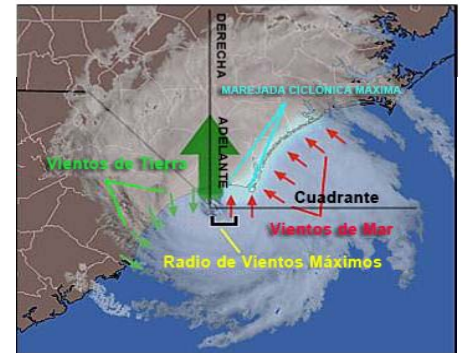 DERECHA
MAREJADA CICLÓNICA MÁXIMA
ADELANTE
Vientos de Tierra
Cuadrante
Vientos de Mar
Radio de Vientos Máximos